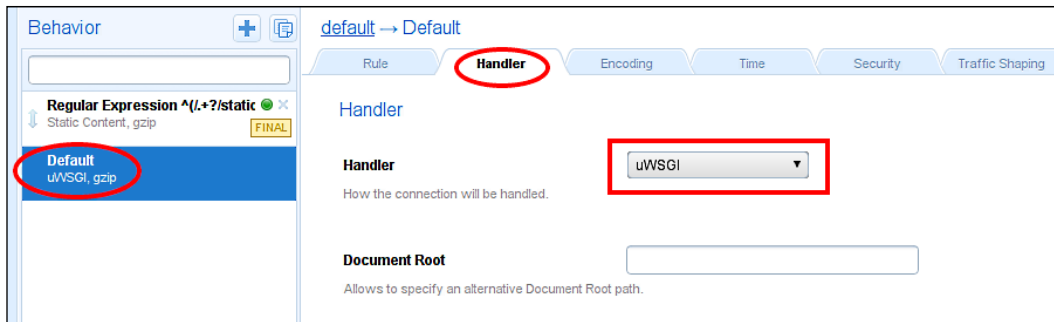 Behavior
Regular Expression ^(/.+?/static
Static Content, gzip
FINAL
Default
uWSGI, gzip
default → Default
Rule
Handler
Encoding
Time
Security
Traffic Shaping
Handler
Handler
uWSGI
How the connection will be handled.
Document Root
Allows to specify an alternative Document Root path.